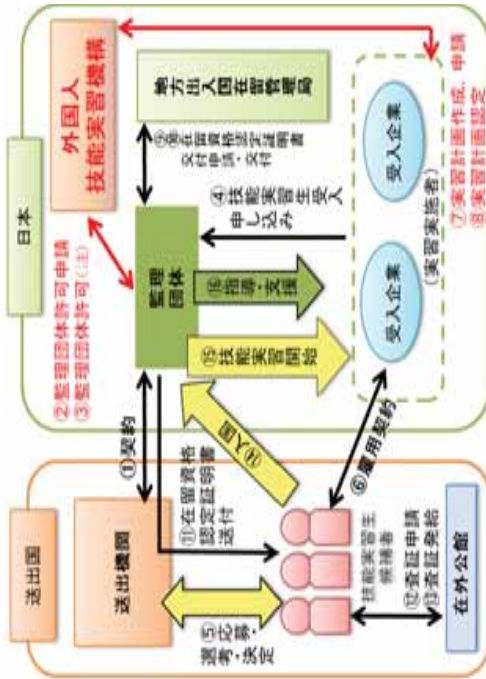 送出国
送出機関
⑤応募・
選考・決定
技能実習生
候補者
⑫査証申請
⑬査証発給
在外公館
①契約
⑪在留資格
認定証明書
送付
⑭入国
⑥雇用契約
日本
外国人
技能実習機構
②監理団体許可申請
③監理団体許可(注)
地方出入国在留管理局
⑨⑩在留資格認定証明書
交付申請・交付
監理
団体
④技能実習生受入
申し込み
⑮技能実習開始
⑯指導・支援
受入企業
受入企業
(実習実施者)
⑦実習計画作成、申請
⑧実習計画認定